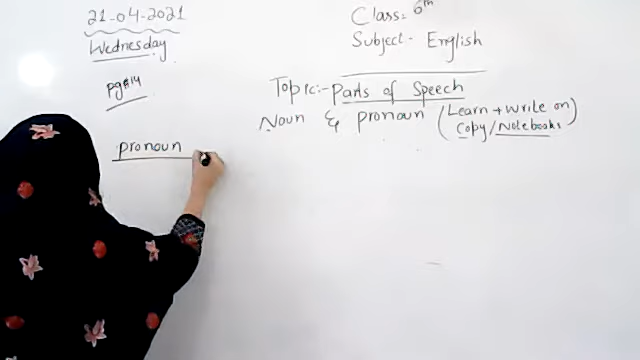 21-04-2021
Wednesday
pg#14
Class: 6th
Subject - English
Topic:- Parts of Speech
Noun & pronoun (Learn + Write on
Copy/Notebooks)
pronoun